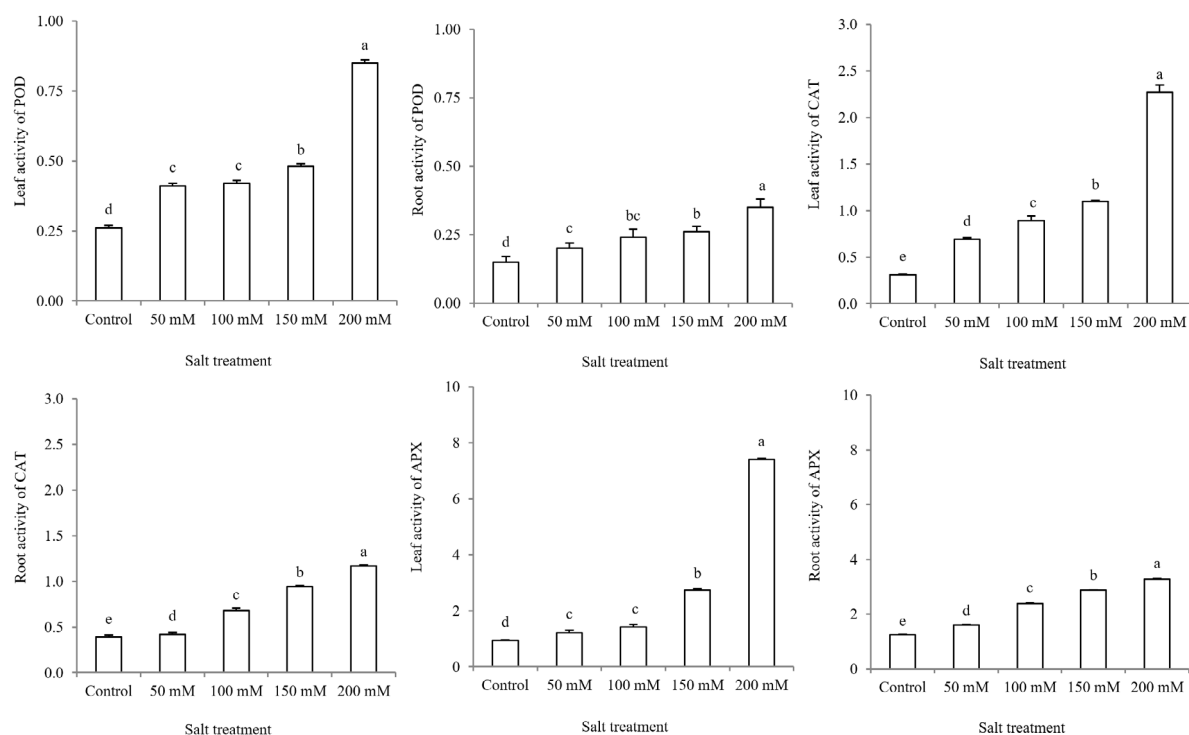 Leaf activity of POD
1.00
0.75
0.50
0.25
0.00
d
c
c
b
a
Control 50 mM 100 mM 150 mM 200 mM
Salt treatment
Root activity of POD
1.00
0.75
0.50
0.25
0.00
d
c
bc
b
a
Control 50 mM 100 mM 150 mM 200 mM
Salt treatment
Leaf activity of CAT
3.0
2.5
2.0
1.5
1.0
0.5
0.0
e
d
c
b
a
Control 50 mM 100 mM 150 mM 200 mM
Salt treatment
Root activity of CAT
3.0
2.5
2.0
1.5
1.0
0.5
0.0
e
d
c
b
a
Control 50 mM 100 mM 150 mM 200 mM
Salt treatment
Leaf activity of APX
10
8
6
4
2
0
d
c
c
b
a
Control 50 mM 100 mM 150 mM 200 mM
Salt treatment
Root activity of APX
10
8
6
4
2
0
e
d
c
b
a
Control 50 mM 100 mM 150 mM 200 mM
Salt treatment